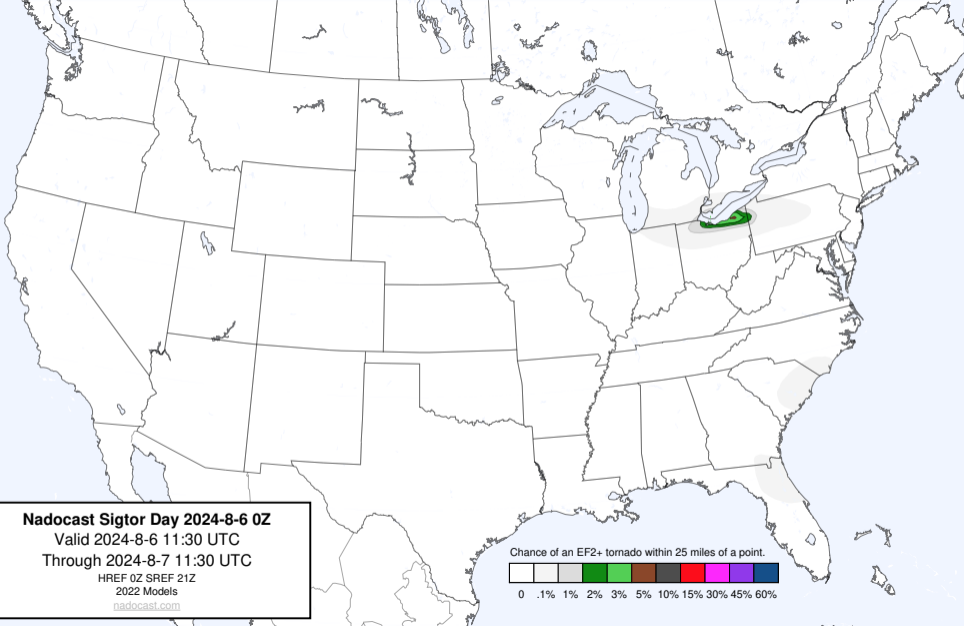 Nadocast Sigtor Day 2024-8-6 0Z
Valid 2024-8-6 11:30 UTC
Through 2024-8-7 11:30 UTC
HREF 0Z SREF 21Z
2022 Models
nadocast.com
Chance of an EF2+ tornado within 25 miles of a point.
0 .1% 1% 2% 3% 5% 10% 15% 30% 45% 60%